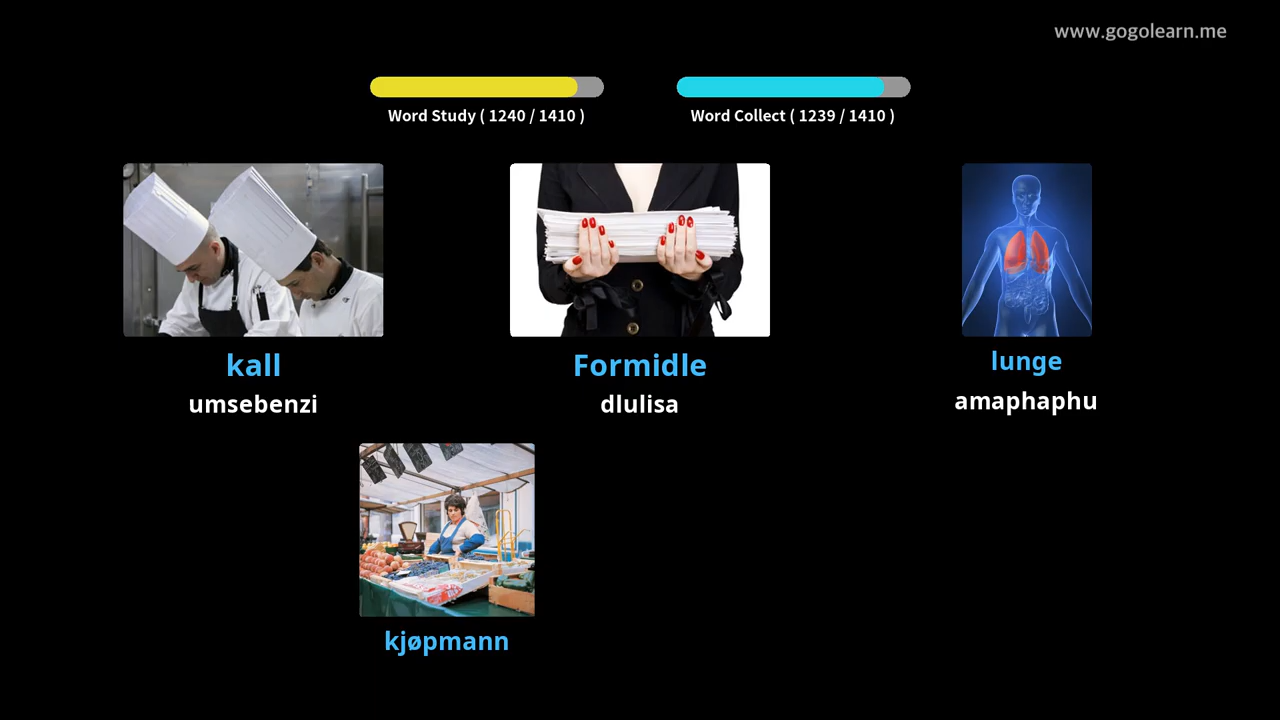 www.gogolearn.me
Word Study ( 1240 / 1410 )
Word Collect ( 1239 / 1410 )
kall
umsebenzi
Formidle
dlulisa
lunge
amaphaphu
kjøpmann